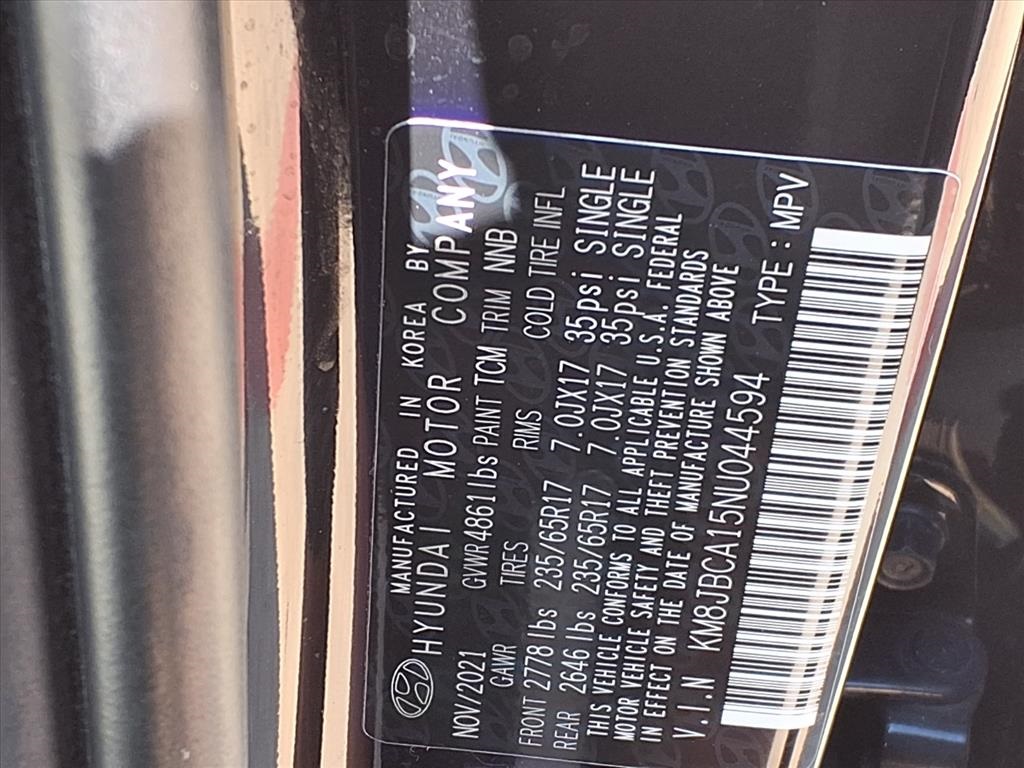 MANUFACTURED IN KOREA BY
HYUNDAI MOTOR COMPANY
NOV/2021 GVWR 4861 lbs PAINT TCM TRIM NNB
GAWR TIRES RMS COLD TIRE INFL
FRONT 2778 lbs 235/65R17 7.0JX17 35psi SINGLE
REAR 2646 lbs 235/65R17 7.0JX17 35psi SINGLE
THIS VEHICLE CONFORMS TO ALL APPLICABLE U.S.A. FEDERAL
MOTOR VEHICLE SAFETY AND THEFT PREVENTION STANDARDS
IN EFFECT ON THE DATE OF MANUFACTURE SHOWN ABOVE
V.I.N KM8JBCA15NU044594 TYPE : MPV